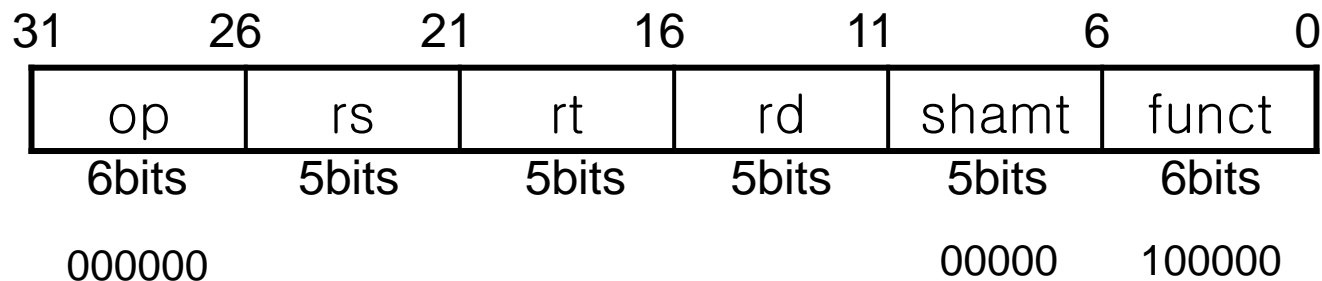 31 26 21 16 11 6 0
op rs rt rd shamt funct
6bits 5bits 5bits 5bits 5bits 6bits
000000 00000 100000